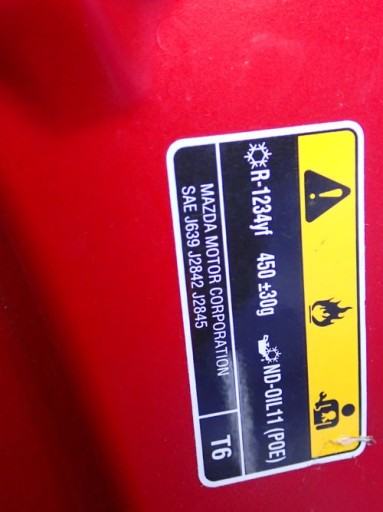 R-1234yf 450 ±30g ND-OIL11 (POE)
MAZDA MOTOR CORPORATION
SAE J639 J2842 J2845
T6